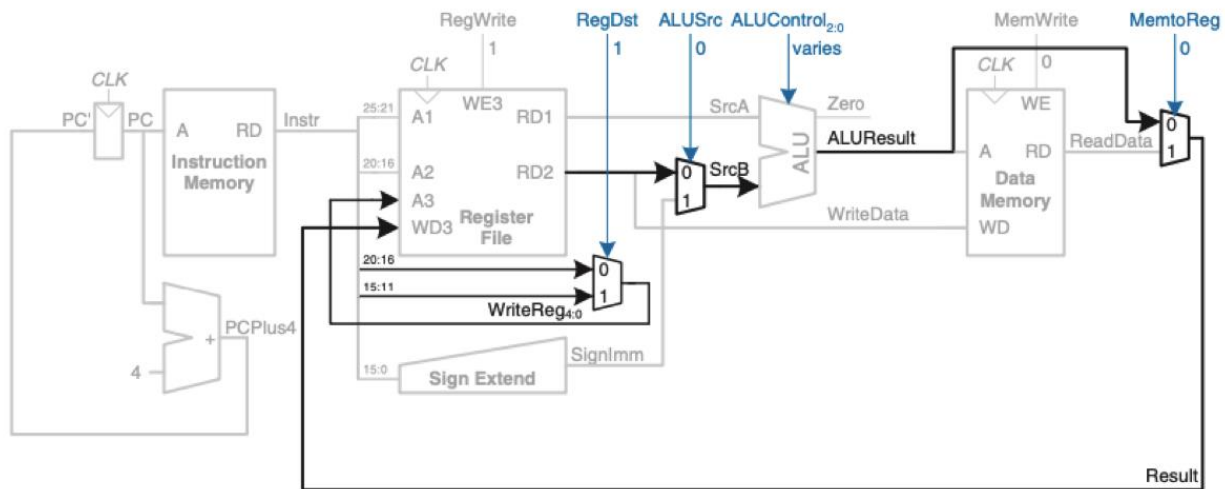 RegWrite
1
RegDst
1
ALUSrc
0
ALUControl2:0
varies
MemWrite
0
MemtoReg
0
CLK
PC'
PC
A
RD
Instruction
Memory
Instr
CLK
25:21
A1
WE3
RD1
20:16
A2
RD2
A3
WD3
Register
File
20:16
15:11
0
1
WriteReg4:0
SrcA
0
1
SrcB
ALU
Zero
ALUResult
WriteData
CLK
WE
A
RD
Data
Memory
WD
ReadData
0
1
+
PCPlus4
4
15:0
Sign Extend
SignImm
Result